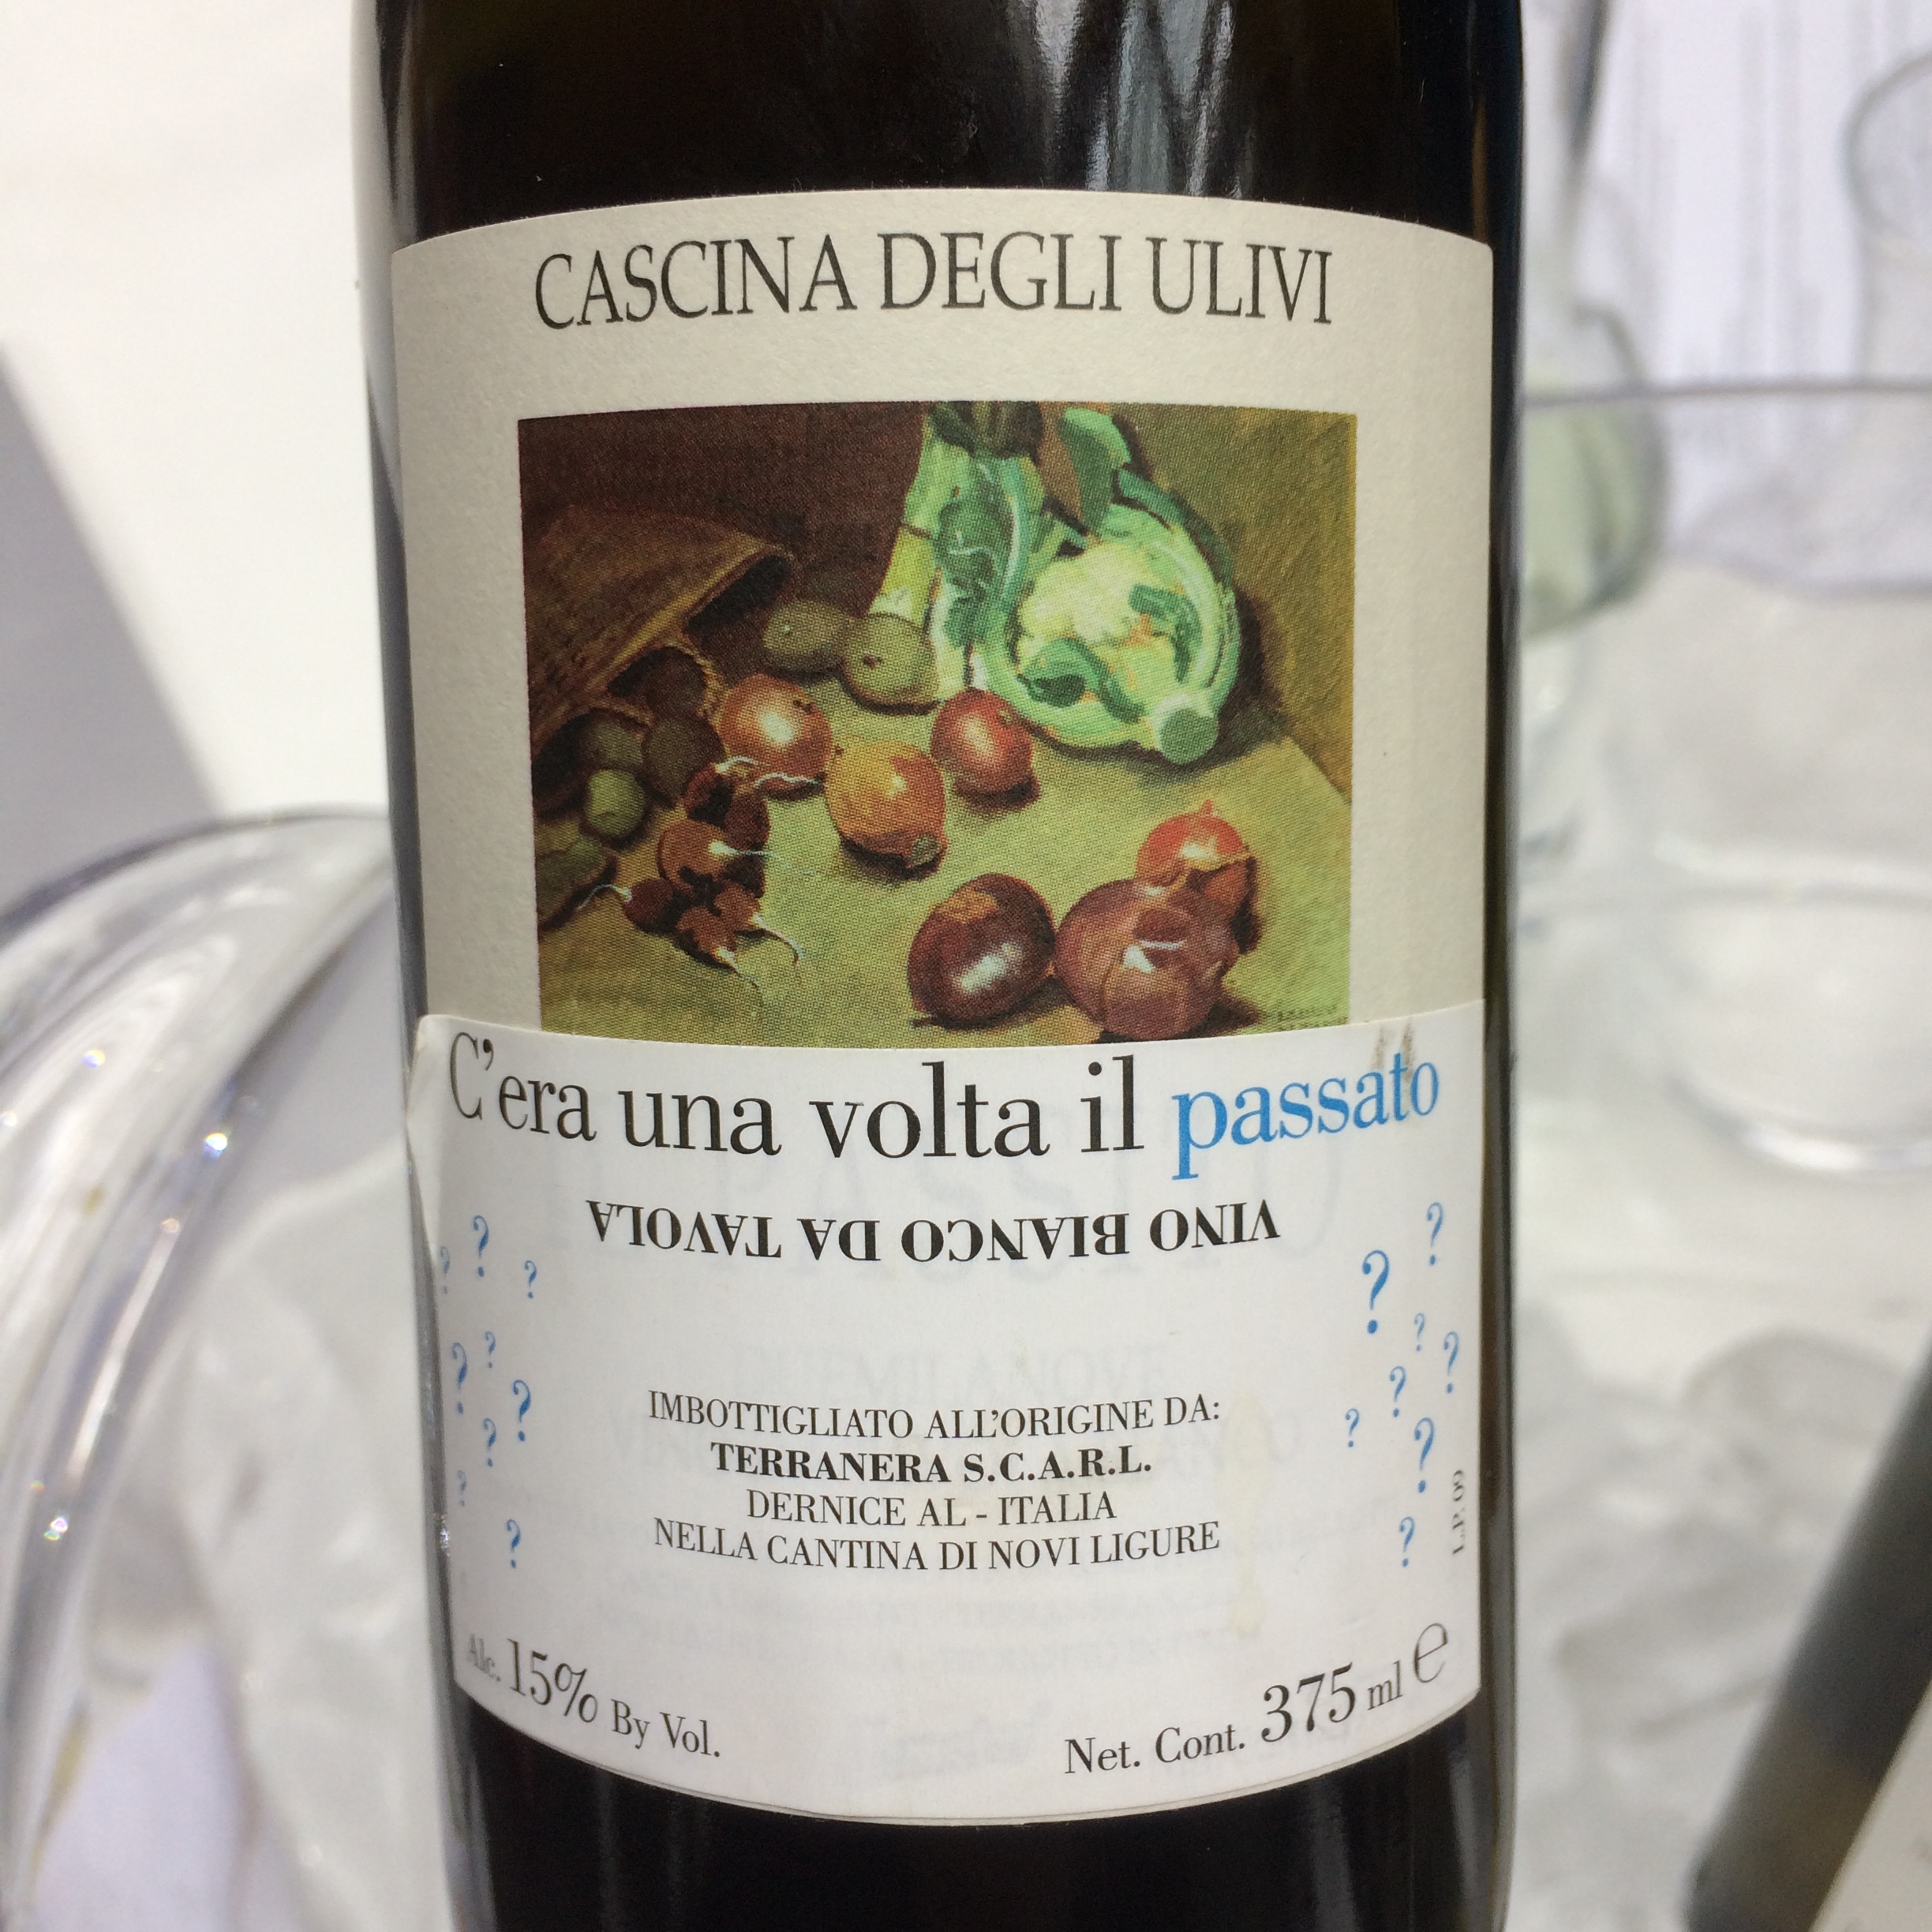 CASCINA DEGLI ULIVI
C'era una volta il passato
VINO BIANCO DA TAVOLA
? ? ? ? ? ? ? ? ?
? ? ? ? ? ? ? ? ?
IMBOTTIGLIATO ALL'ORIGINE DA:
TERRANERA S.C.A.R.L.
DERNICE AL - ITALIA
NELLA CANTINA DI NOVI LIGURE
L.P. 09
Alc. 15% By Vol.
Net. Cont. 375 ml e